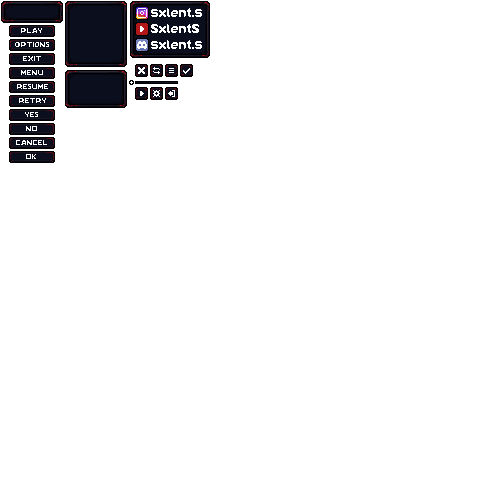 PLAY
OPTIONS
EXIT
MENU
RESUME
RETRY
YES
NO
CANCEL
OK
Sxlent.S
SxlentS
Sxlent.S